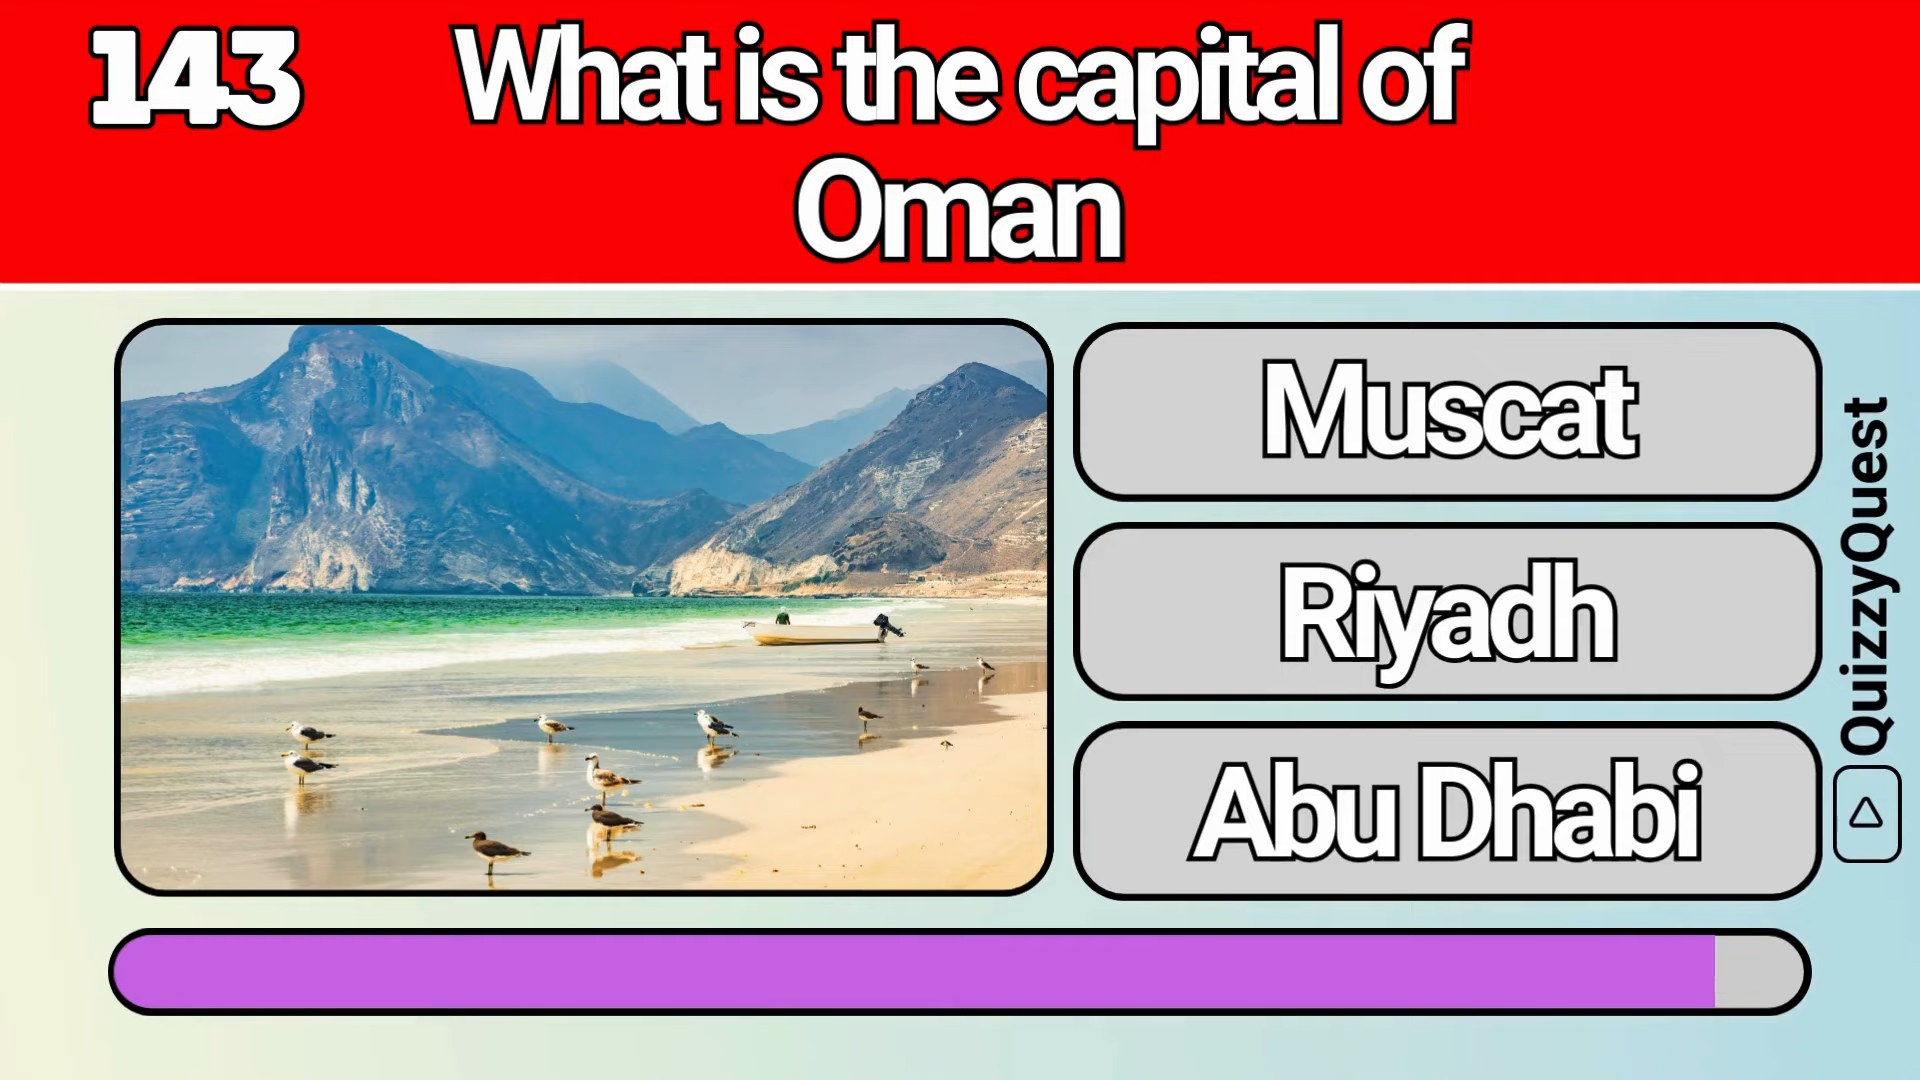 143
What is the capital of
Oman
Muscat
Riyadh
Abu Dhabi
QuizzyQuest